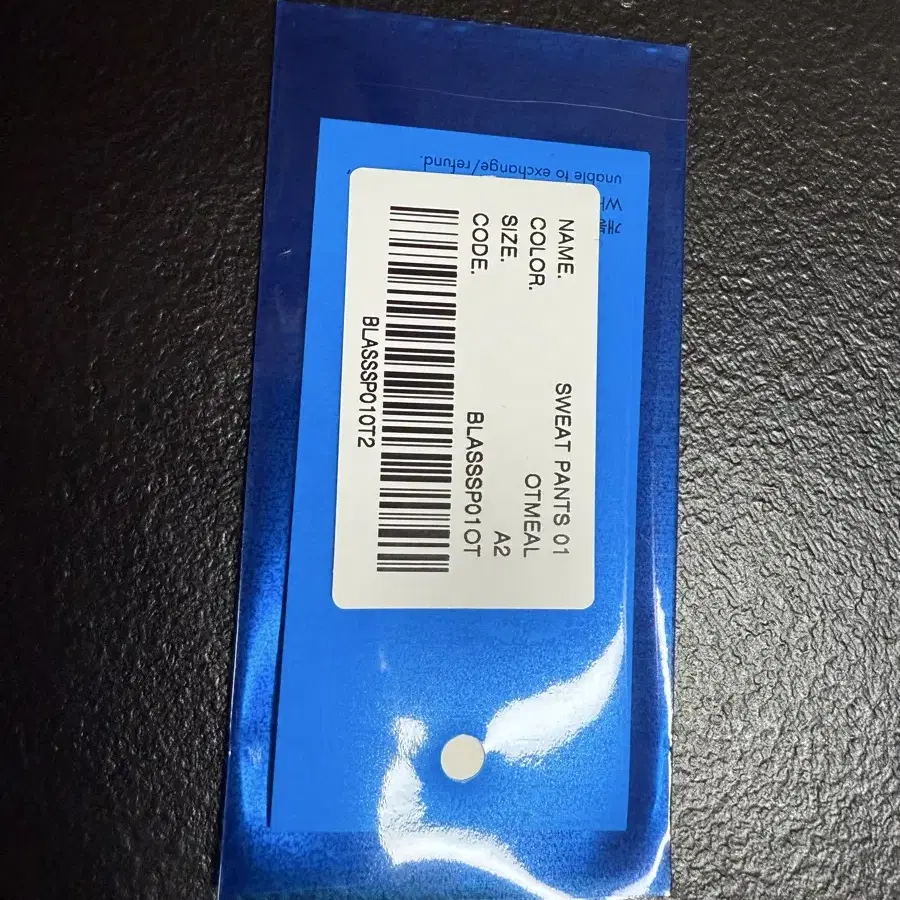 NAME. SWEAT PANTS 01
COLOR. OTMEAL
SIZE. A2
CODE. BLASSSP01OT
BLASSSP01OT2
unable to exchange/refund.